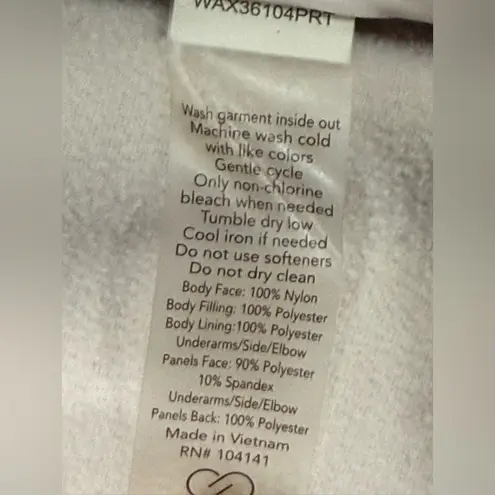 WAX36104PRT
Wash garment inside out
Machine wash cold
with like colors
Gentle cycle
Only non-chlorine
bleach when needed
Tumble dry low
Cool iron if needed
Do not use softeners
Do not dry clean
Body Face: 100% Nylon
Body Filling: 100% Polyester
Body Lining:100% Polyester
Underarms/Side/Elbow
Panels Face: 90% Polyester
10% Spandex
Underarms/Side/Elbow
Panels Back: 100% Polyester
Made in Vietnam
RN# 104141